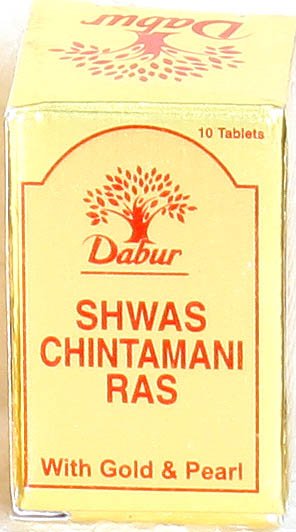 Dabur
10 Tablets
Dabur
SHWAS
CHINTAMANI
RAS
With Gold & Pearl